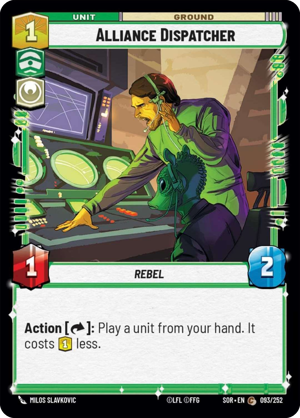 UNIT GROUND
1 ALLIANCE DISPATCHER
1 REBEL 2
Action [ ]: Play a unit from your hand. It
costs 1 less.
MILOS SLAVKOVIC ©LFL ©FFG SOR • EN C 093/252